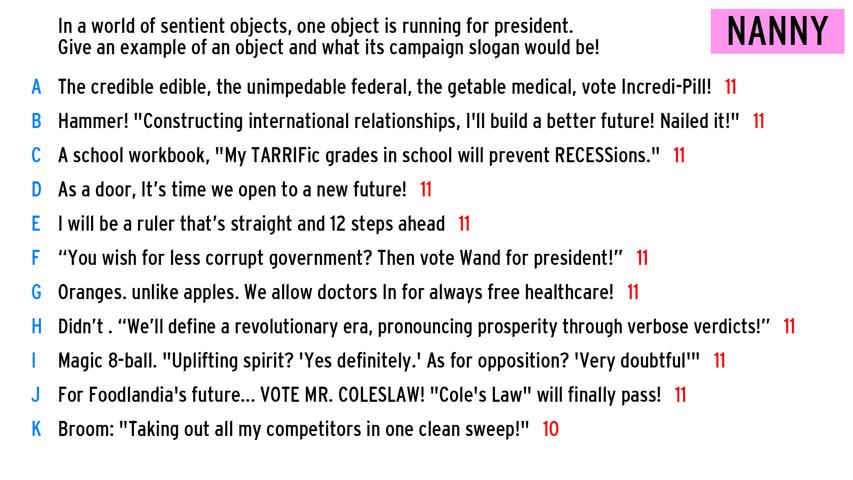 In a world of sentient objects, one object is running for president.
Give an example of an object and what its campaign slogan would be!
NANNY
A The credible edible, the unimpedable federal, the getable medical, vote Incredi-Pill! 11
B Hammer! "Constructing international relationships, I'll build a better future! Nailed it!" 11
C A school workbook, "My TARRIFic grades in school will prevent RECESSions." 11
D As a door, It’s time we open to a new future! 11
E I will be a ruler that’s straight and 12 steps ahead 11
F “You wish for less corrupt government? Then vote Wand for president!” 11
G Oranges. unlike apples. We allow doctors In for always free healthcare! 11
H Didn’t . “We’ll define a revolutionary era, pronouncing prosperity through verbose verdicts!” 11
I Magic 8-ball. "Uplifting spirit? 'Yes definitely.' As for opposition? 'Very doubtful'" 11
J For Foodlandia's future... VOTE MR. COLESLAW! "Cole's Law" will finally pass! 11
K Broom: "Taking out all my competitors in one clean sweep!" 10